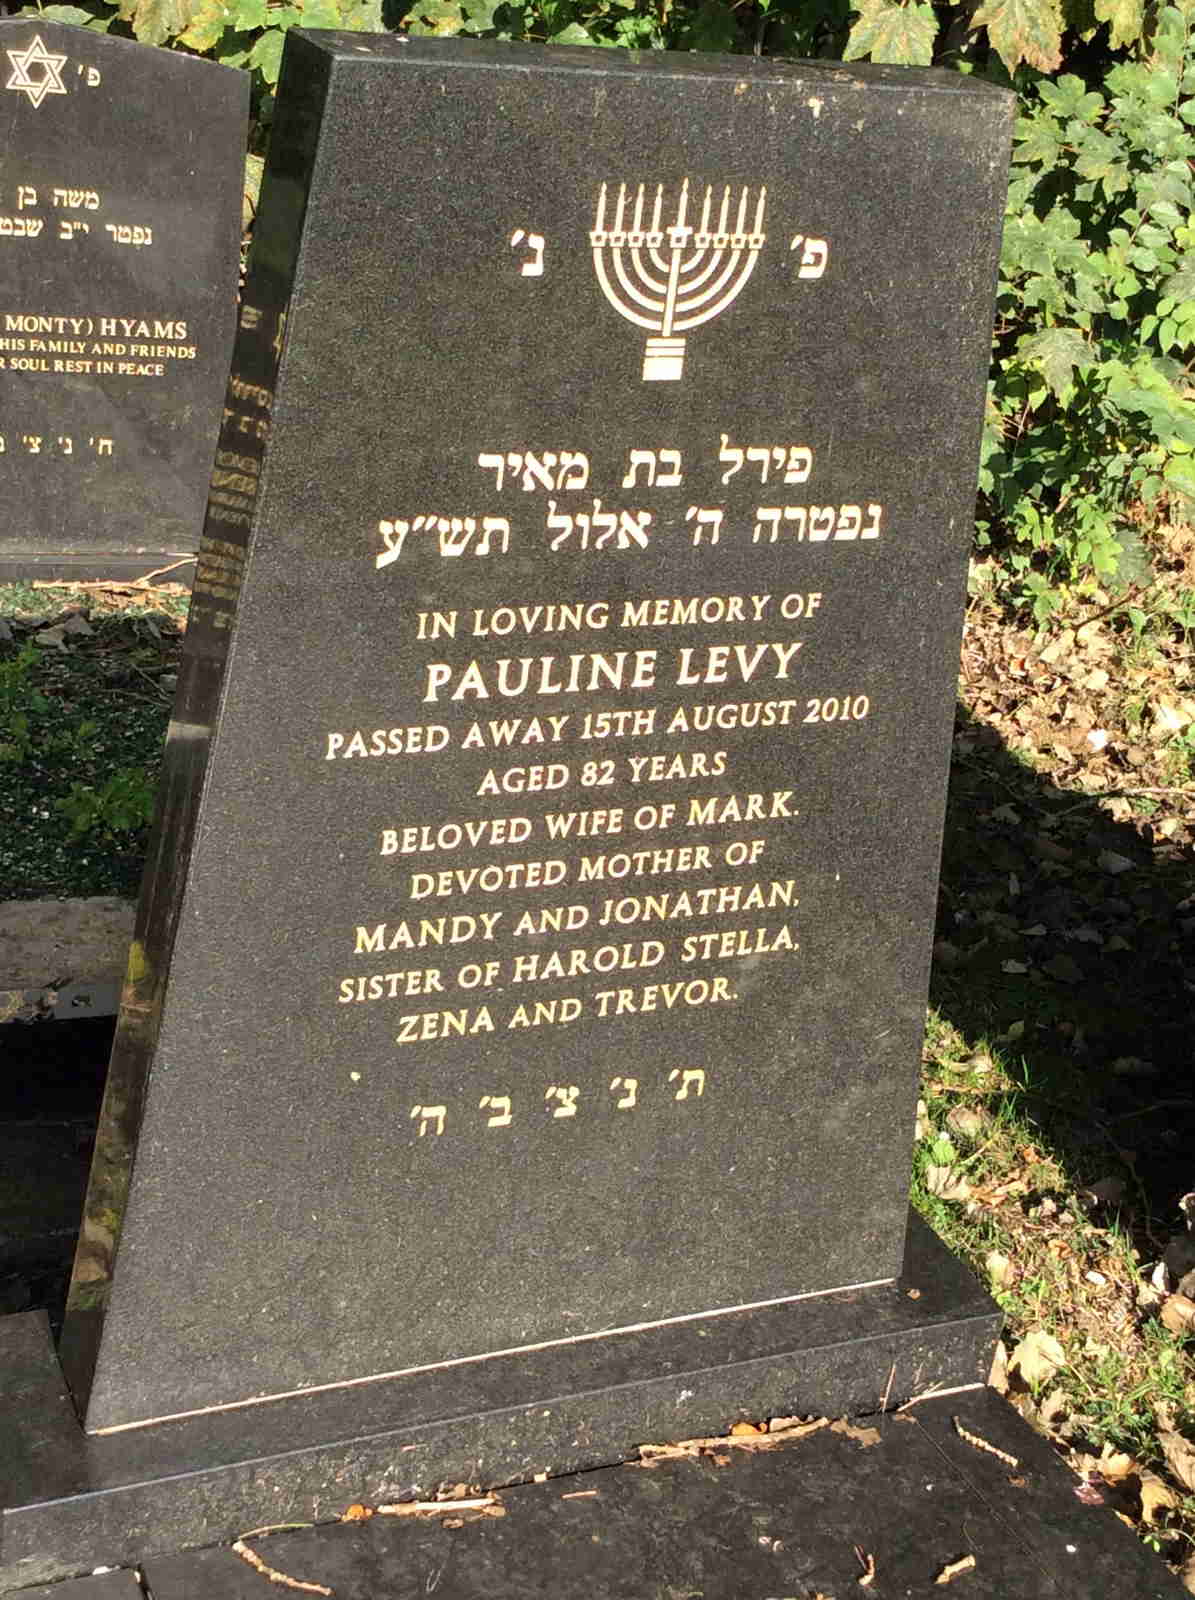 פ׳ נ׳
פירל בת מאיר
נפטרה ה׳ אלול תש״ע
IN LOVING MEMORY OF
PAULINE LEVY
PASSED AWAY 15TH AUGUST 2010
AGED 82 YEARS
BELOVED WIFE OF MARK.
DEVOTED MOTHER OF
MANDY AND JONATHAN,
SISTER OF HAROLD STELLA,
ZENA AND TREVOR.
ת׳ נ׳ צ׳ ב׳ ה׳
פ׳
משה בן
נפטר י״ב שבט
MONTY) HYAMS
HIS FAMILY AND FRIENDS
SOUL REST IN PEACE
ת׳ נ׳ צ׳